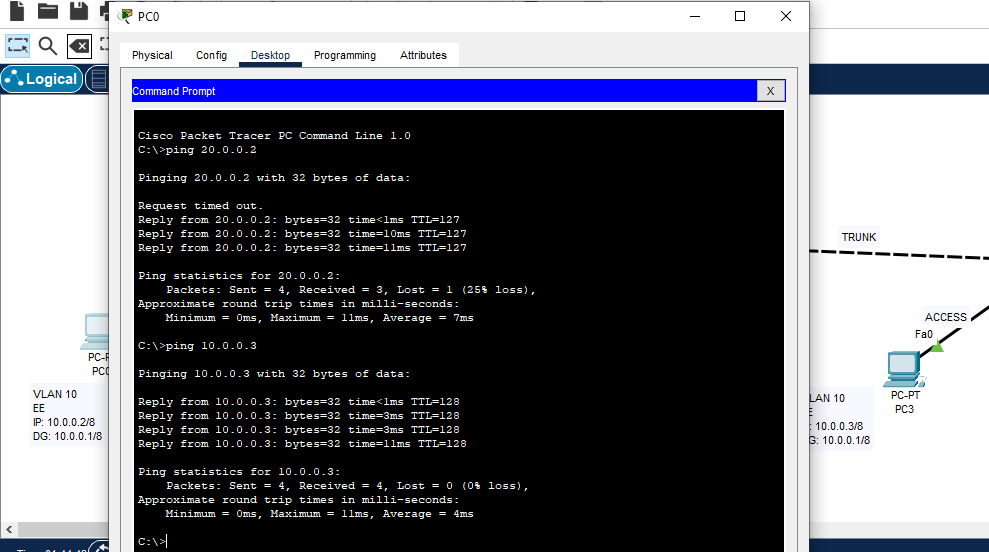 PC0
Physical Config Desktop Programming Attributes
Logical
Command Prompt
X
Cisco Packet Tracer PC Command Line 1.0
C:\>ping 20.0.0.2
Pinging 20.0.0.2 with 32 bytes of data:
Request timed out.
Reply from 20.0.0.2: bytes=32 time<1ms TTL=127
Reply from 20.0.0.2: bytes=32 time=10ms TTL=127
Reply from 20.0.0.2: bytes=32 time=11ms TTL=127
Ping statistics for 20.0.0.2:
Packets: Sent = 4, Received = 3, Lost = 1 (25% loss),
Approximate round trip times in milli-seconds:
Minimum = 0ms, Maximum = 11ms, Average = 7ms
C:\>ping 10.0.0.3
Pinging 10.0.0.3 with 32 bytes of data:
Reply from 10.0.0.3: bytes=32 time<1ms TTL=128
Reply from 10.0.0.3: bytes=32 time=3ms TTL=128
Reply from 10.0.0.3: bytes=32 time=3ms TTL=128
Reply from 10.0.0.3: bytes=32 time=11ms TTL=128
Ping statistics for 10.0.0.3:
Packets: Sent = 4, Received = 4, Lost = 0 (0% loss),
Approximate round trip times in milli-seconds:
Minimum = 0ms, Maximum = 11ms, Average = 4ms
C:\>
VLAN 10
EE
IP: 10.0.0.2/8
DG: 10.0.0.1/8
TRUNK
ACCESS
Fa0
PC-PT
PC3
LAN 10
: 10.0.0.3/8
G: 10.0.0.1/8